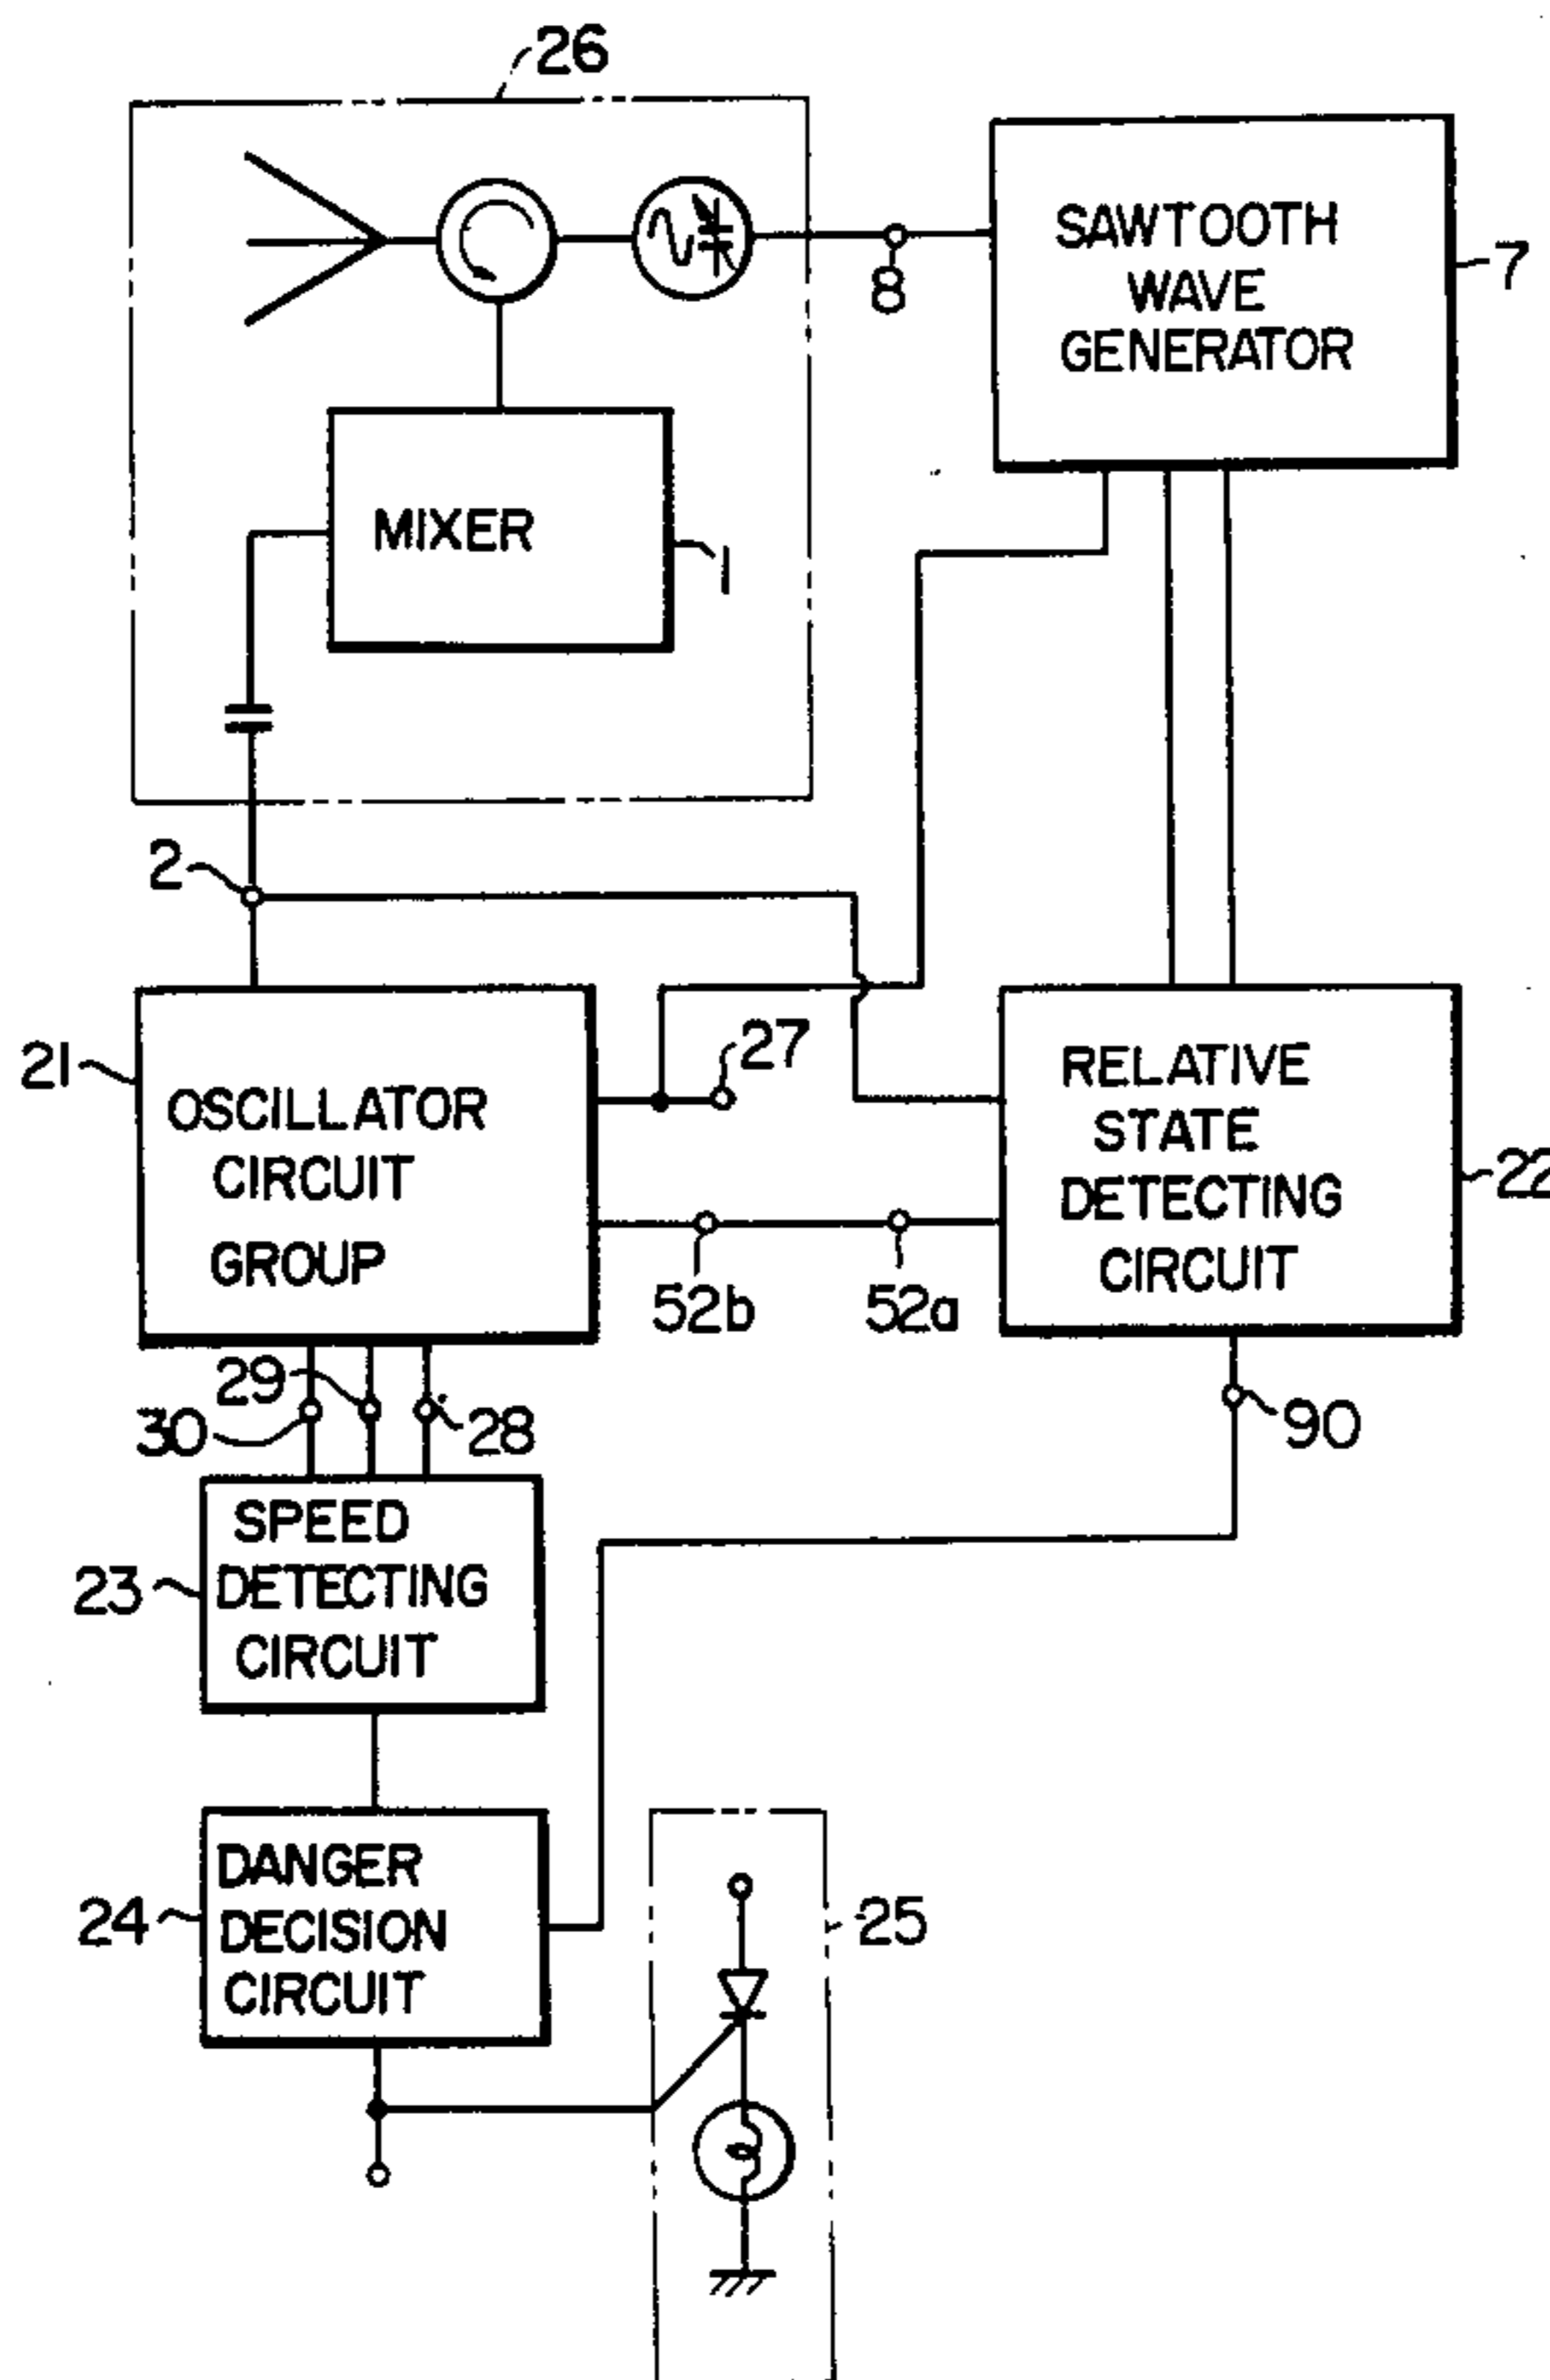 26
SAWTOOTH
WAVE
GENERATOR
7
8
MIXER
1
2
21
OSCILLATOR
CIRCUIT
GROUP
27
RELATIVE
STATE
DETECTING
CIRCUIT
22
52b
52a
29
30
28
90
SPEED
DETECTING
CIRCUIT
23
DANGER
DECISION
CIRCUIT
24
25